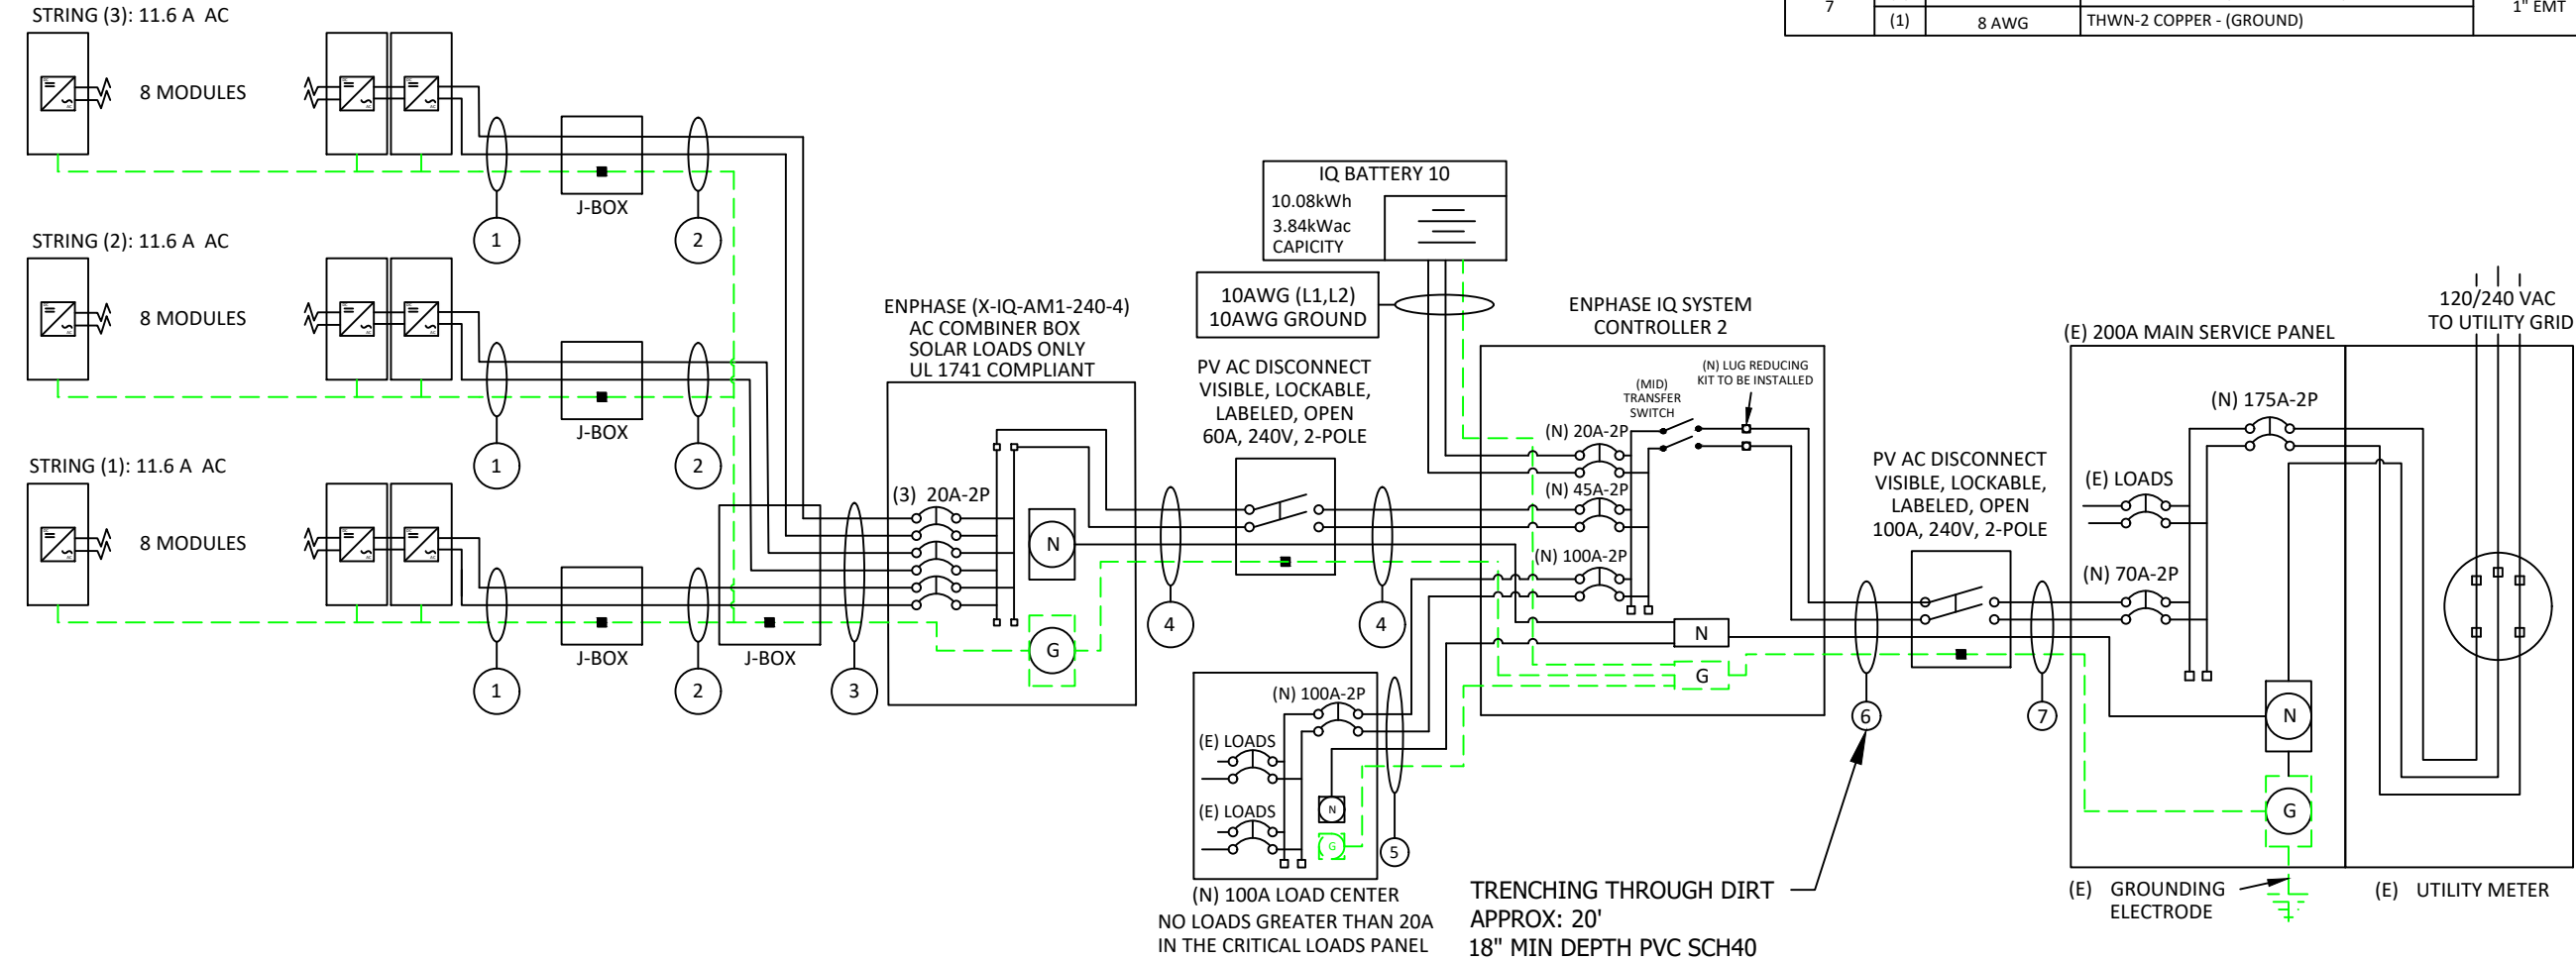 7
1" EMT
(1)
8 AWG
THWN-2 COPPER - (GROUND)
STRING (3): 11.6 A  AC
8 MODULES
J-BOX
1
2
STRING (2): 11.6 A  AC
8 MODULES
J-BOX
1
2
STRING (1): 11.6 A  AC
8 MODULES
J-BOX
J-BOX
1
2
3
ENPHASE (X-IQ-AM1-240-4)
AC COMBINER BOX
SOLAR LOADS ONLY
UL 1741 COMPLIANT
(3)  20A-2P
N
G
4
IQ BATTERY 10
10.08kWh
3.84kWac
CAPICITY
10AWG (L1,L2)
10AWG GROUND
PV AC DISCONNECT
VISIBLE, LOCKABLE,
LABELED, OPEN
60A, 240V, 2-POLE
4
ENPHASE IQ SYSTEM
CONTROLLER 2
(N) LUG REDUCING
KIT TO BE INSTALLED
(MID)
TRANSFER
SWITCH
(N) 20A-2P
(N) 45A-2P
(N) 100A-2P
N
G
(N) 100A-2P
(E) LOADS
(E) LOADS
N
G
5
(N) 100A LOAD CENTER
NO LOADS GREATER THAN 20A
IN THE CRITICAL LOADS PANEL
TRENCHING THROUGH DIRT
APPROX: 20'
18" MIN DEPTH PVC SCH40
6
PV AC DISCONNECT
VISIBLE, LOCKABLE,
LABELED, OPEN
100A, 240V, 2-POLE
7
(E) 200A MAIN SERVICE PANEL
(N) 175A-2P
(E) LOADS
(N) 70A-2P
N
G
(E)   GROUNDING
ELECTRODE
120/240 VAC
TO UTILITY GRID
(E)   UTILITY METER